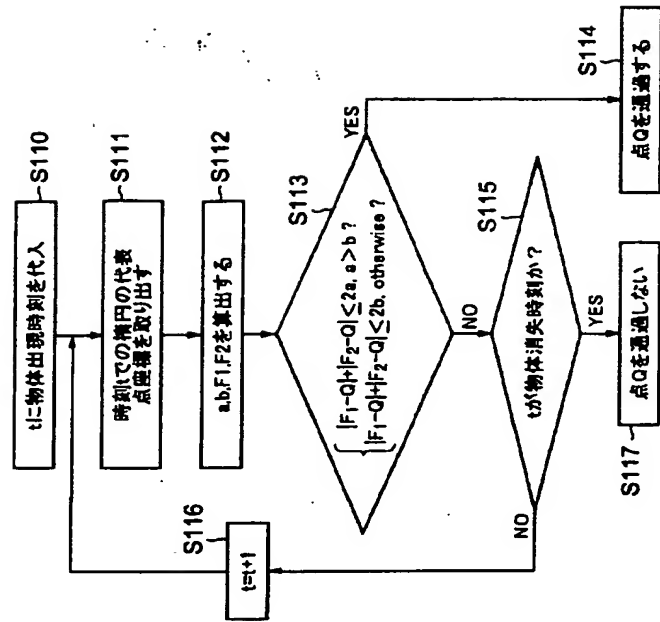 S110
tに物体出現時刻を代入
S111
時刻tでの楕円の代表
点座標を取り出す
S112
a,b,F1,F2を算出する
S113
|F₁-Q|+|F₂-Q|≦2a, a>b ?
|F₁-Q|+|F₂-Q|≦2b, otherwise ?
YES
S114
点Qを通過する
NO
S115
tが物体消失時刻か?
YES
S117
点Qを通過しない
NO
S116
t=t+1